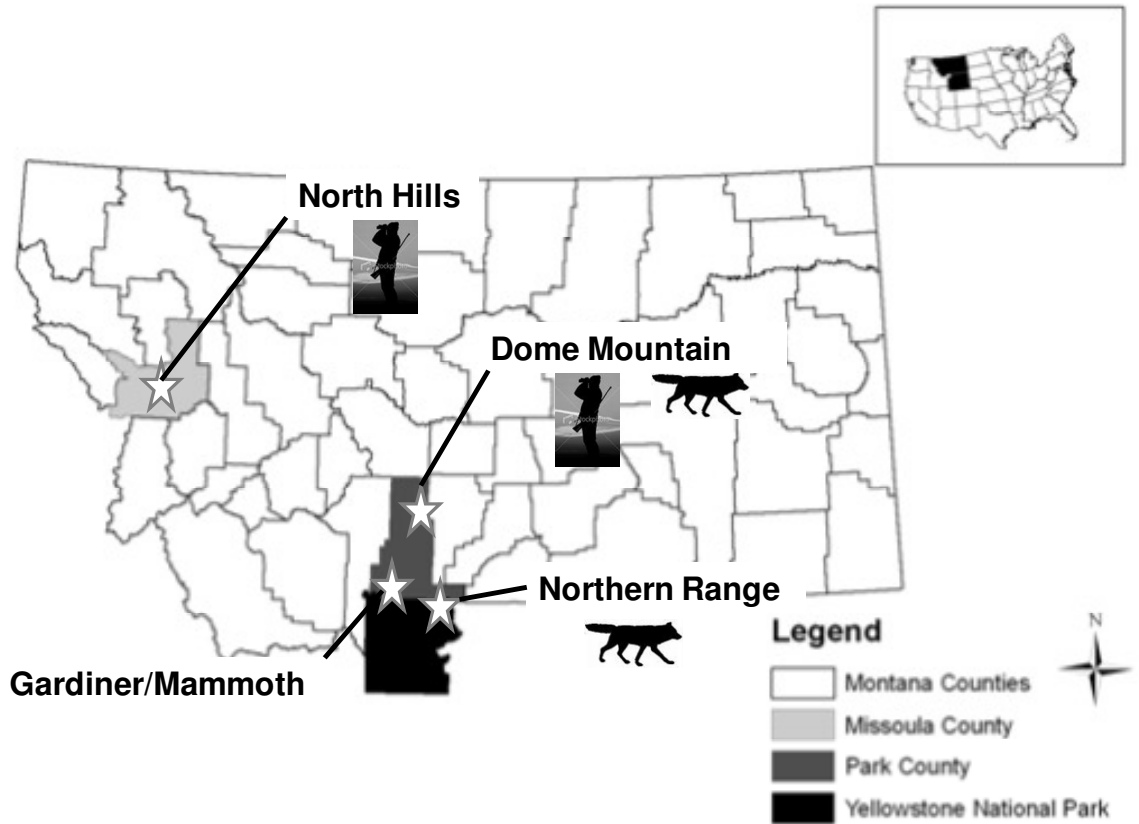 North Hills
Dome Mountain
Northern Range
Gardiner/Mammoth
Legend
N
Montana Counties
Missoula County
Park County
Yellowstone National Park